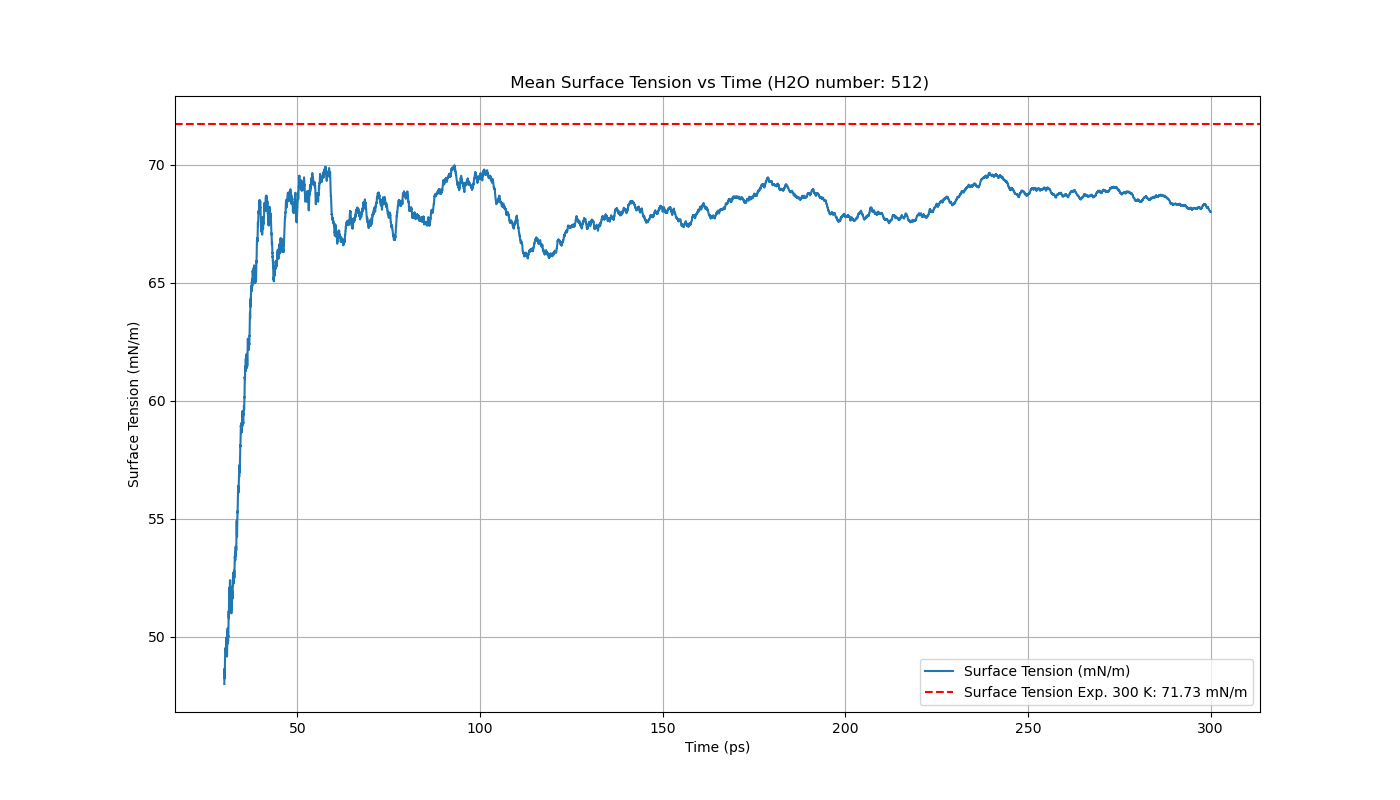 Mean Surface Tension vs Time (H2O number: 512)
Surface Tension (mN/m)
70
65
60
55
50
50
100
150
200
250
300
Time (ps)
Surface Tension (mN/m)
Surface Tension Exp. 300 K: 71.73 mN/m